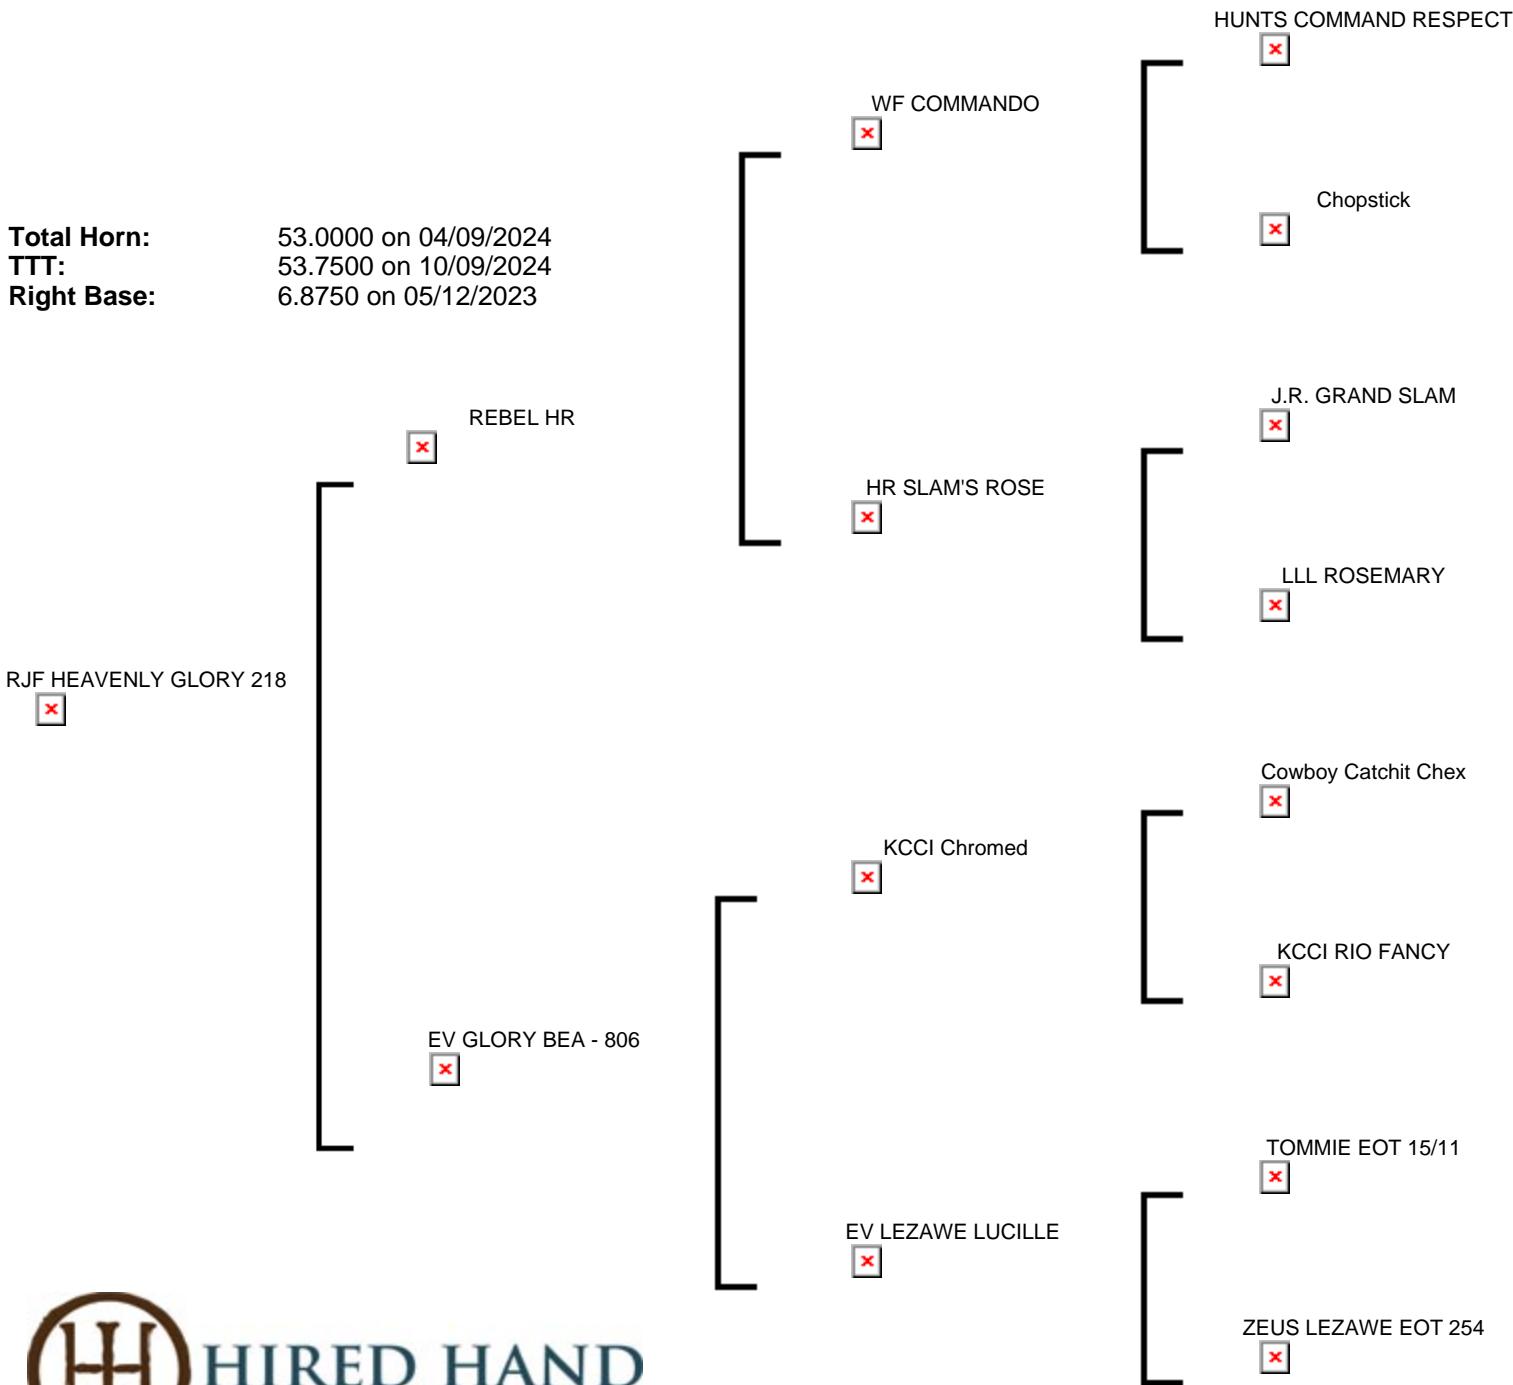 HUNTS COMMAND RESPECT
WF COMMANDO
Chopstick
Total Horn: 53.0000 on 04/09/2024
TTT: 53.7500 on 10/09/2024
Right Base: 6.8750 on 05/12/2023
J.R. GRAND SLAM
REBEL HR
HR SLAM'S ROSE
LLL ROSEMARY
RJF HEAVENLY GLORY 218
Cowboy Catchit Chex
KCCI Chromed
KCCI RIO FANCY
EV GLORY BEA - 806
TOMMIE EOT 15/11
EV LEZAWE LUCILLE
ZEUS LEZAWE EOT 254
HIRED HAND